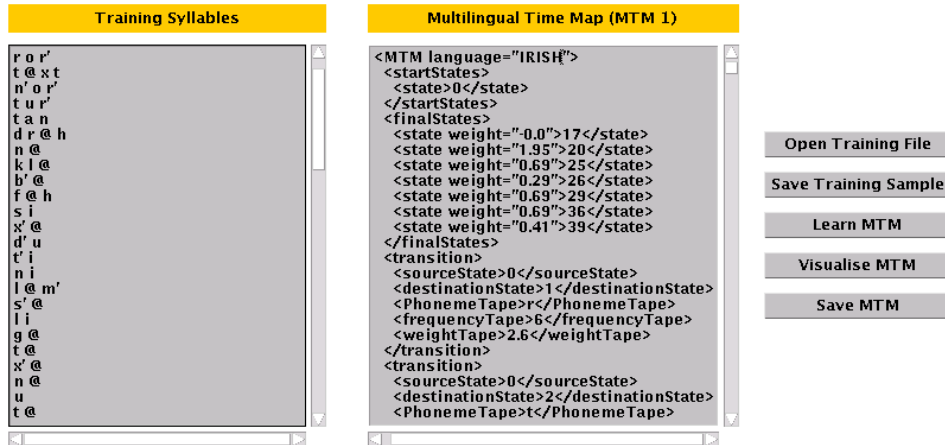 Training Syllables
r o r'
t @ x t
n' o r'
t u r'
t a n
d r @ h
n @
k l @
b' @
f @ h
s i
x' @
d' u
t' i
n i
l @ m'
s' @
l i
g @
t @
x' @
n @
u
t @
Multilingual Time Map (MTM 1)
<MTM language="IRISH">
<startStates>
<state>0</state>
</startStates>
<finalStates>
<state weight="-0.0">17</state>
<state weight="1.95">20</state>
<state weight="0.69">25</state>
<state weight="0.29">26</state>
<state weight="0.69">29</state>
<state weight="0.69">36</state>
<state weight="0.41">39</state>
</finalStates>
<transition>
<sourceState>0</sourceState>
<destinationState>1</destinationState>
<PhonemeTape>r</PhonemeTape>
<frequencyTape>6</frequencyTape>
<weightTape>2.6</weightTape>
</transition>
<transition>
<sourceState>0</sourceState>
<destinationState>2</destinationState>
<PhonemeTape>t</PhonemeTape>
Open Training File
Save Training Sample
Learn MTM
Visualise MTM
Save MTM